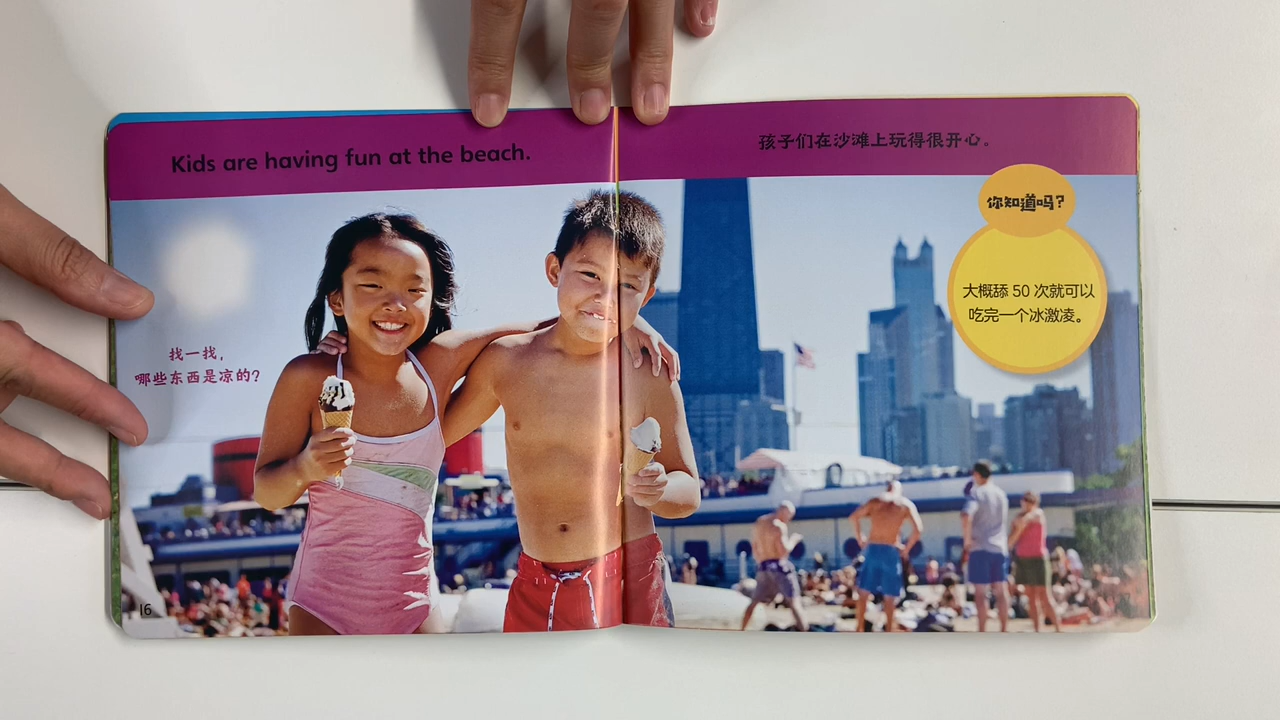 Kids are having fun at the beach.
孩子们在沙滩上玩得很开心。
你知道吗?
大概舔 50 次就可以
吃完一个冰激凌。
找一找,
哪些东西是凉的?
16